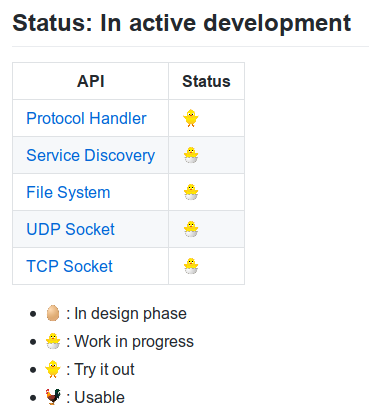 Status: In active development
API Status
Protocol Handler 🐥
Service Discovery 🐣
File System 🐣
UDP Socket 🐣
TCP Socket 🐣
• 🥚 : In design phase
• 🐣 : Work in progress
• 🐥 : Try it out
• 🐓 : Usable